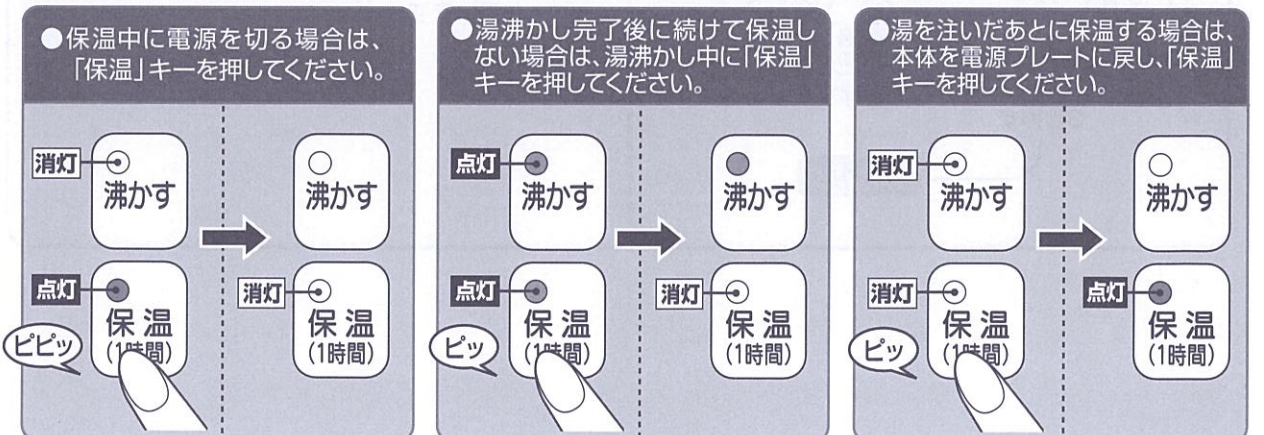 ●保温中に電源を切る場合は、
「保温」キーを押してください。
消灯
沸かす
沸かす
点灯
保温
(1時間)
ピピッ
消灯
保温
(1時間)
●湯沸かし完了後に続けて保温し
ない場合は、湯沸かし中に「保温」
キーを押してください。
点灯
沸かす
沸かす
点灯
保温
(1時間)
ピッ
消灯
保温
(1時間)
●湯を注いだあとに保温する場合は、
本体を電源プレートに戻し、「保温」
キーを押してください。
消灯
沸かす
沸かす
消灯
保温
(1時間)
ピッ
点灯
保温
(1時間)